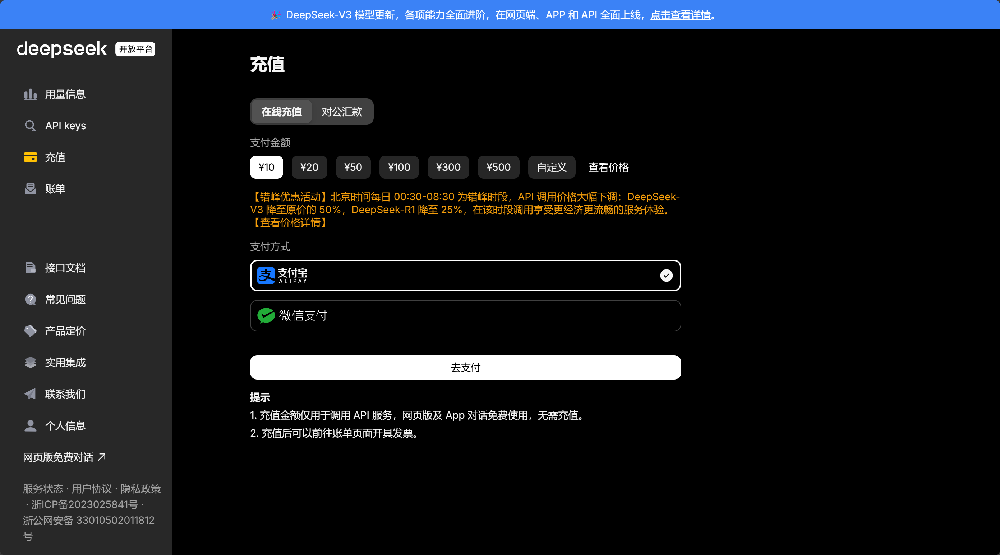 🎉 DeepSeek-V3 模型更新，各项能力全面进阶，在网页端、APP 和 API 全面上线，点击查看详情。
deepseek 开放平台
用量信息
API keys
充值
账单
接口文档
常见问题
产品定价
实用集成
联系我们
个人信息
网页版免费对话
服务状态 · 用户协议 · 隐私政策
· 浙ICP备2023025841号 ·
浙公网安备 33010502011812
号
充值
在线充值 对公汇款
支付金额
¥10 ¥20 ¥50 ¥100 ¥300 ¥500 自定义 查看价格
【错峰优惠活动】北京时间每日 00:30-08:30 为错峰时段，API 调用价格大幅下调：DeepSeek-
V3 降至原价的 50%，DeepSeek-R1 降至 25%，在该时段调用享受更经济更流畅的服务体验。
【查看价格详情】
支付方式
支 支付宝
ALIPAY
微信支付
去支付
提示
1. 充值金额仅用于调用 API 服务，网页版及 App 对话免费使用，无需充值。
2. 充值后可以前往账单页面开具发票。